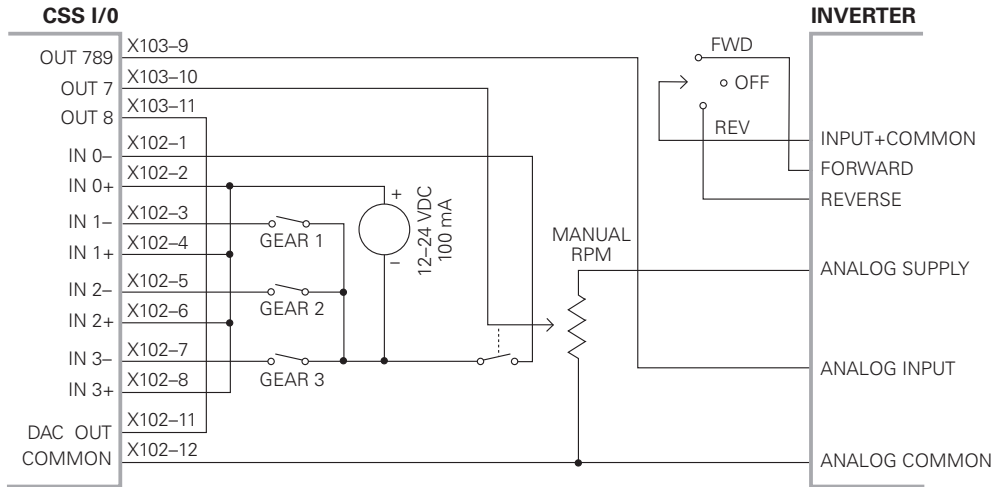 CSS I/0
INVERTER
OUT 789
X103–9
OUT 7
X103–10
OUT 8
X103–11
IN 0–
X102–1
IN 0+
X102–2
IN 1–
X102–3
IN 1+
X102–4
IN 2–
X102–5
IN 2+
X102–6
IN 3–
X102–7
IN 3+
X102–8
DAC OUT
X102–11
COMMON
X102–12
GEAR 1
GEAR 2
GEAR 3
+
–
12–24 VDC
100 mA
MANUAL
RPM
FWD
OFF
REV
INPUT+COMMON
FORWARD
REVERSE
ANALOG SUPPLY
ANALOG INPUT
ANALOG COMMON